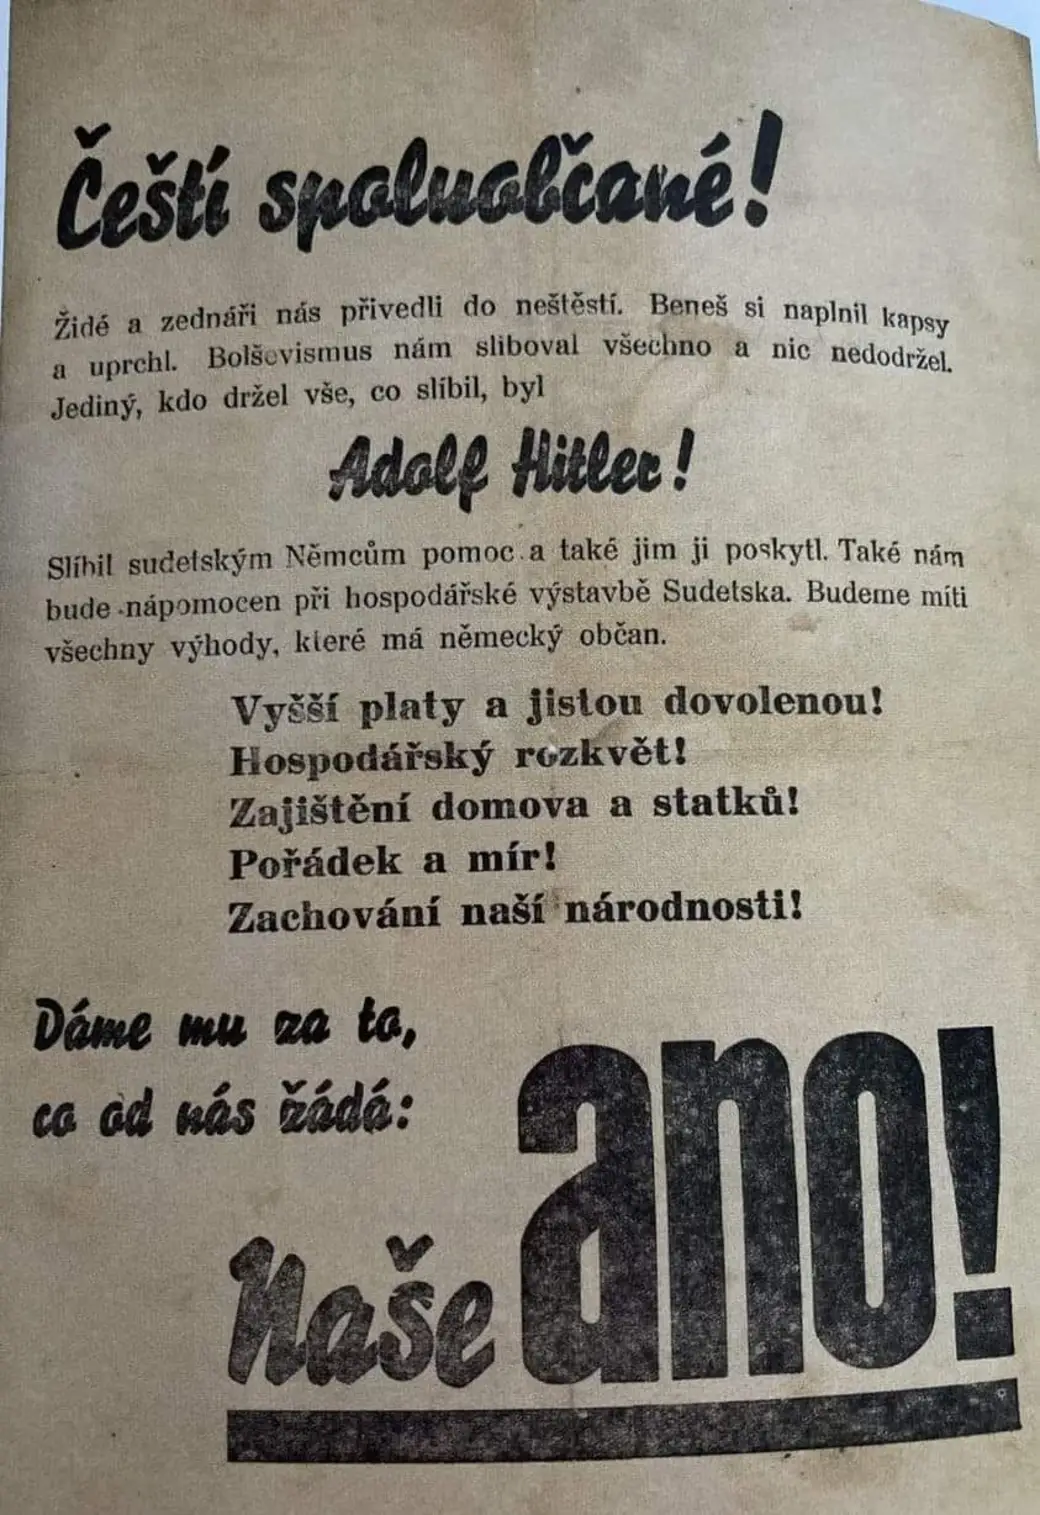 Čeští spoluobčané!
Židé a zednáři nás přivedli do neštěstí. Beneš si naplnil kapsy
a uprchl. Bolševismus nám sliboval všechno a nic nedodržel.
Jediný, kdo držel vše, co slíbil, byl
Adolf Hitler!
Slíbil sudetským Němcům pomoc a také jim ji poskytl. Také nám
bude nápomocen při hospodářské výstavbě Sudetska. Budeme míti
všechny výhody, které má německý občan.
Vyšší platy a jistou dovolenou!
Hospodářský rozkvět!
Zajištění domova a statků!
Pořádek a mír!
Zachování naší národnosti!
Dáme mu za to,
co od nás žádá:
Naše ano!